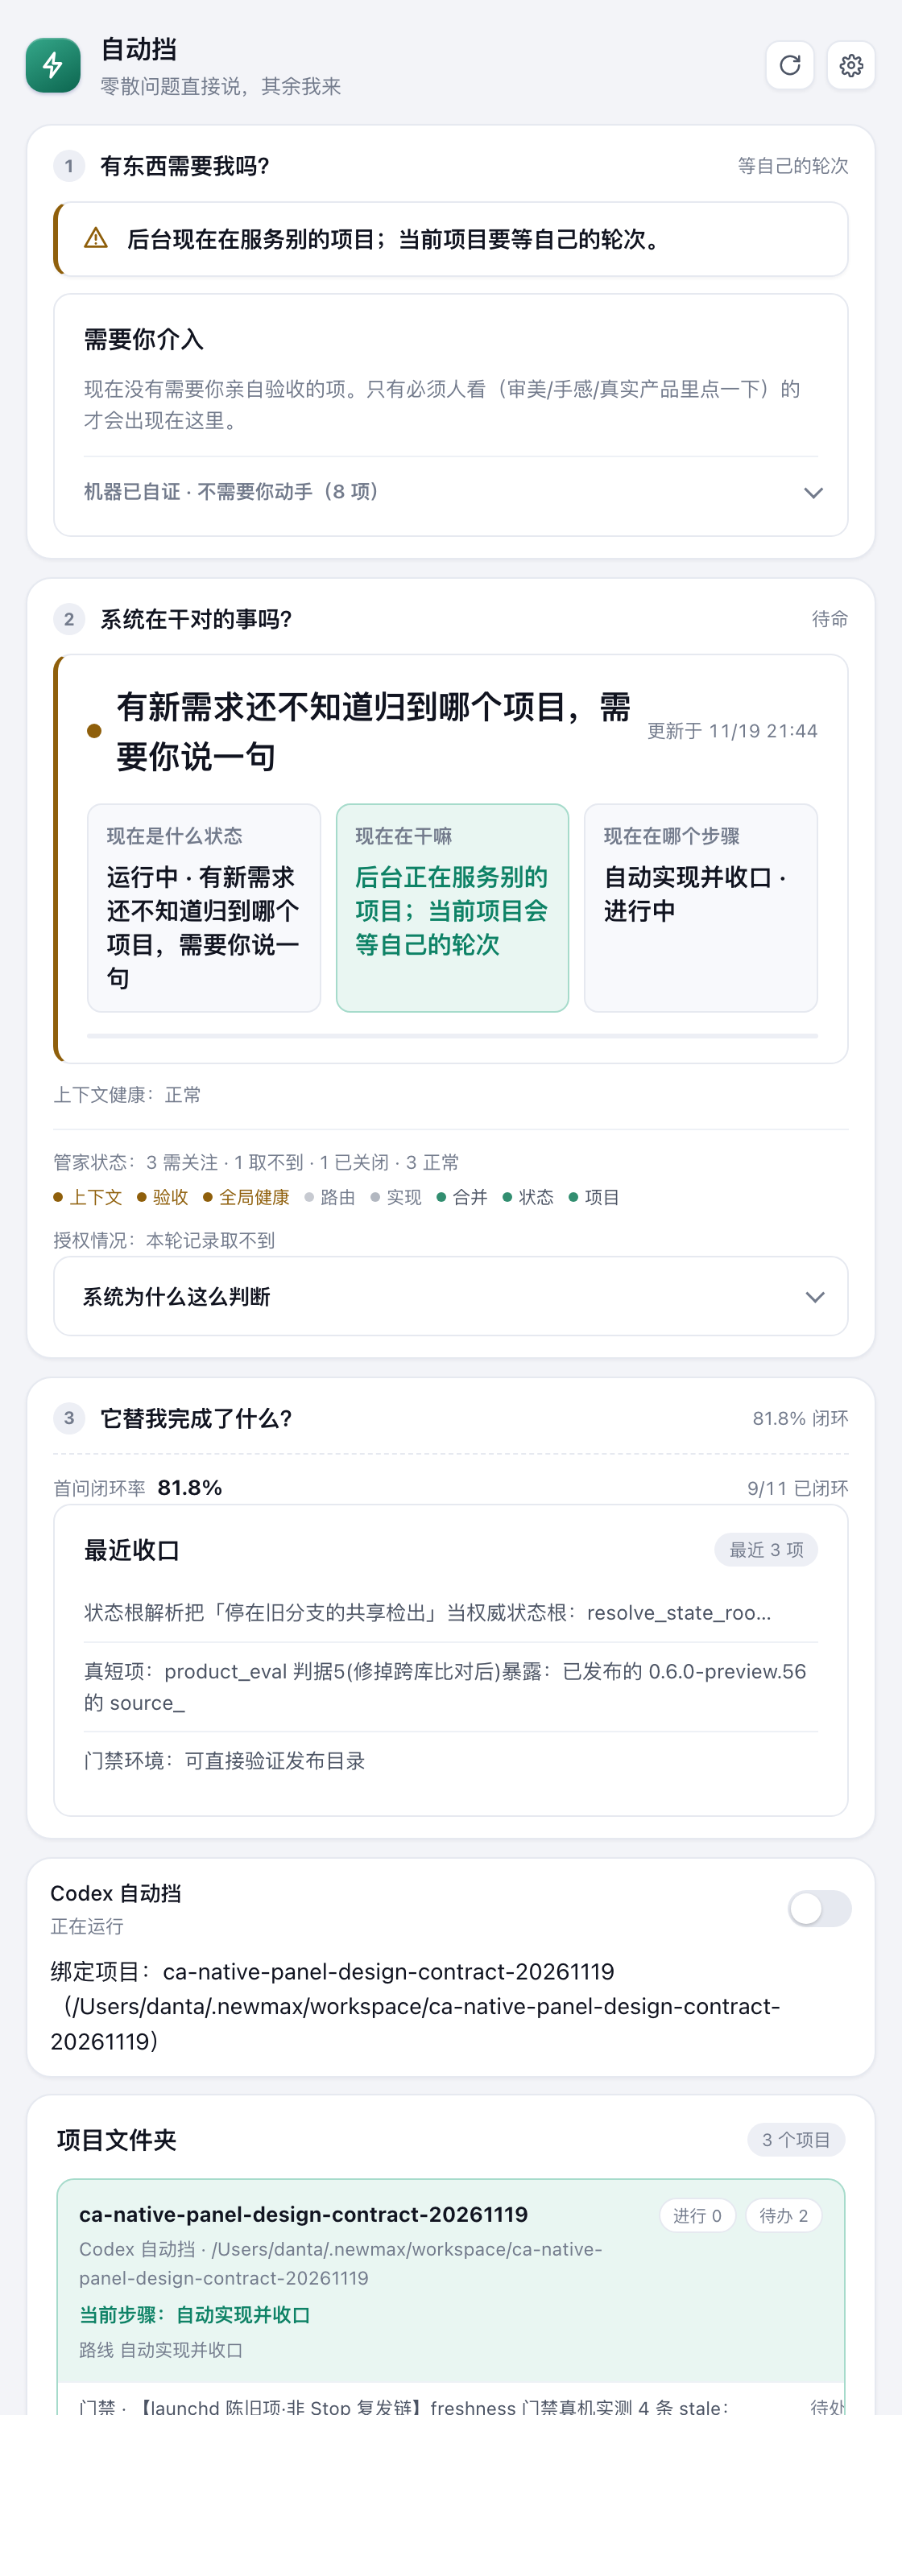 自动挡
零散问题直接说，其余我来
1 有东西需要我吗？ 等自己的轮次
后台现在在服务别的项目；当前项目要等自己的轮次。
需要你介入
现在没有需要你亲自验收的项。只有必须人看（审美/手感/真实产品里点一下）的
才会出现在这里。
机器已自证 · 不需要你动手（8 项）
2 系统在干对的事吗？ 待命
有新需求还不知道归到哪个项目，需
要你说一句
更新于 11/19 21:44
现在是什么状态
运行中 · 有新需求
还不知道归到哪个
项目，需要你说一
句
现在在干嘛
后台正在服务别的
项目；当前项目会
等自己的轮次
现在在哪个步骤
自动实现并收口 ·
进行中
上下文健康：正常
管家状态：3 需关注 · 1 取不到 · 1 已关闭 · 3 正常
上下文 验收 全局健康 路由 实现 合并 状态 项目
授权情况：本轮记录取不到
系统为什么这么判断
3 它替我完成了什么？ 81.8% 闭环
首问闭环率 81.8% 9/11 已闭环
最近收口 最近 3 项
状态根解析把「停在旧分支的共享检出」当权威状态根：resolve_state_roo...
真短项：product_eval 判据5(修掉跨库比对后)暴露：已发布的 0.6.0-preview.56
的 source_
门禁环境：可直接验证发布目录
Codex 自动挡
正在运行
绑定项目：ca-native-panel-design-contract-20261119
（/Users/danta/.newmax/workspace/ca-native-panel-design-contract-
20261119）
项目文件夹 3 个项目
ca-native-panel-design-contract-20261119 进行 0 待办 2
Codex 自动挡 · /Users/danta/.newmax/workspace/ca-native-
panel-design-contract-20261119
当前步骤：自动实现并收口
路线 自动实现并收口
门禁 · 【launchd 陈旧项·非 Stop 复发链】freshness 门禁真机实测 4 条 stale： 待处